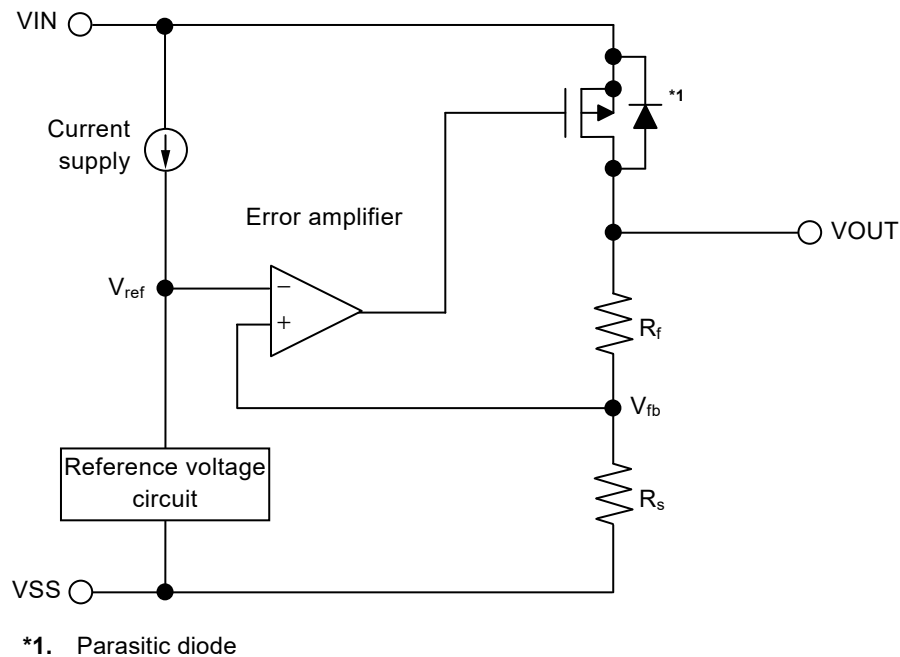 VIN
*1
Current
supply
Error amplifier
VOUT
Vref
−
+
Rf
Vfb
Reference voltage
circuit
Rs
VSS
*1. Parasitic diode